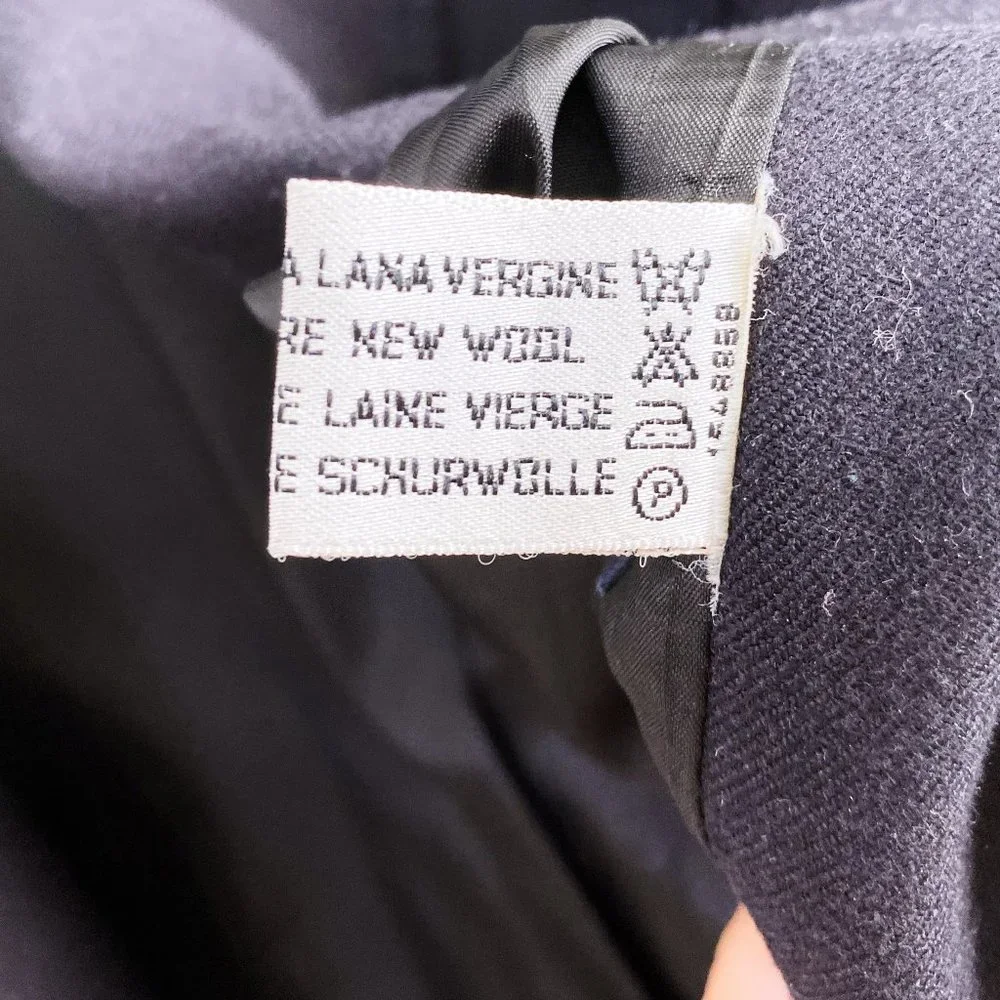 A LANA VERGINE
RE NEW WOOL
E LAINE VIERGE
E SCHURWOLLE
P